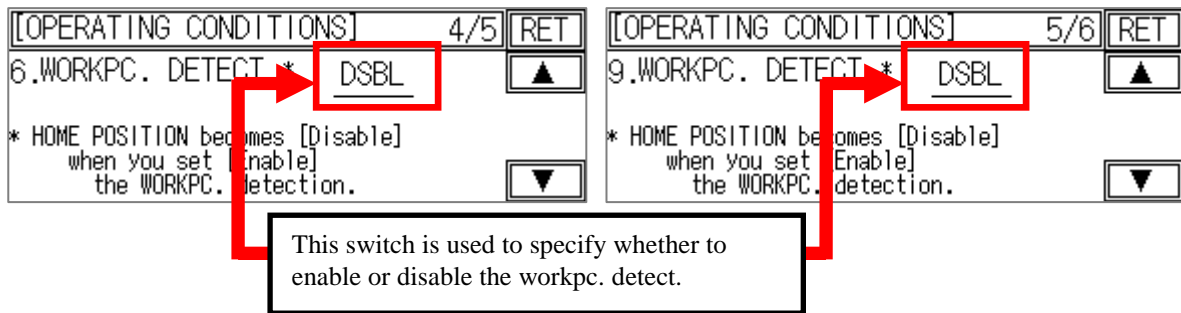 [OPERATING CONDITIONS] 4/5 RET
6.WORKPC. DETECT * DSBL
* HOME POSITION becomes [Disable]
when you set [Enable]
the WORKPC. detection.
[OPERATING CONDITIONS] 5/6 RET
9.WORKPC. DETECT * DSBL
* HOME POSITION becomes [Disable]
when you set [Enable]
the WORKPC. detection.
This switch is used to specify whether to
enable or disable the workpc. detect.